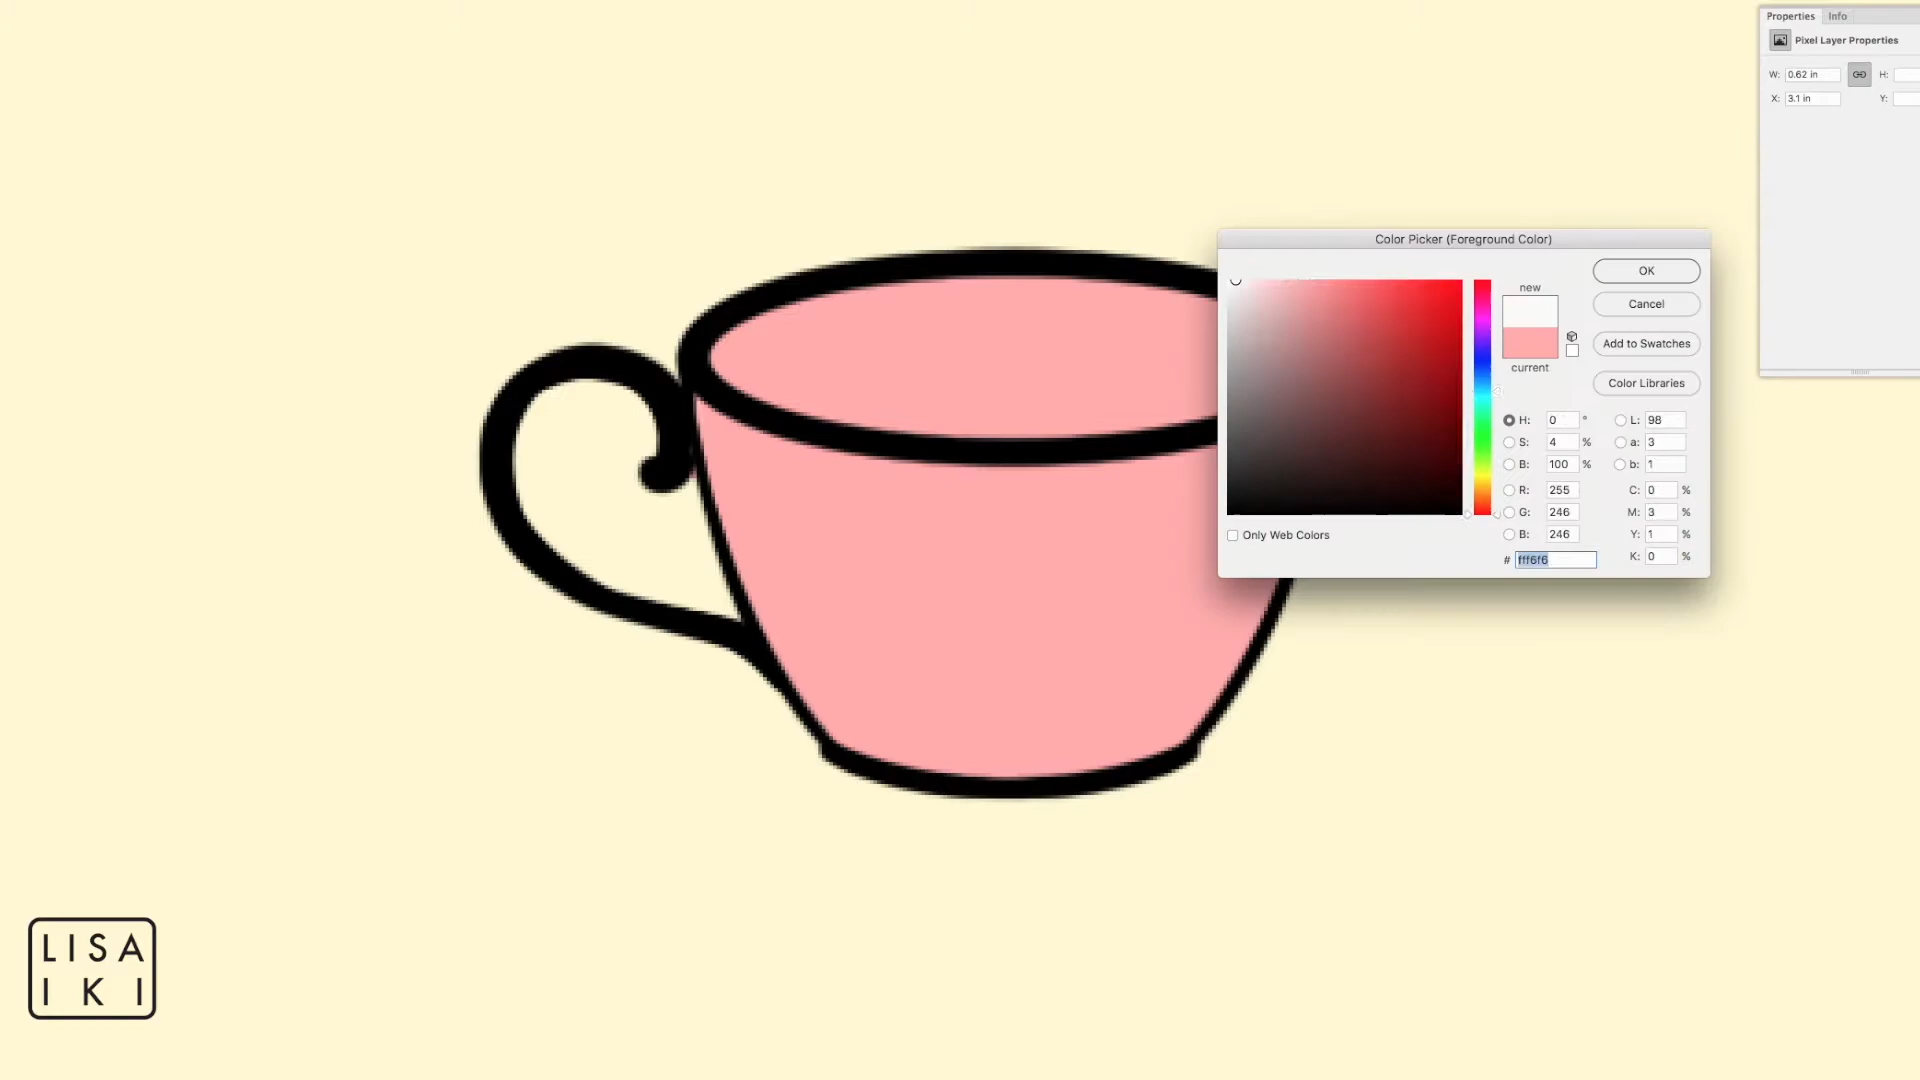 Properties Info
Pixel Layer Properties
W: 0.62 in H:
X: 3.1 in Y:
Color Picker (Foreground Color)
new
current
OK
Cancel
Add to Swatches
Color Libraries
H: 0 ° L: 98
S: 4 % a: 3
B: 100 % b: 1
R: 255 C: 0 %
G: 246 M: 3 %
B: 246 Y: 1 %
# fff6f6 K: 0 %
Only Web Colors
LISA
IKI